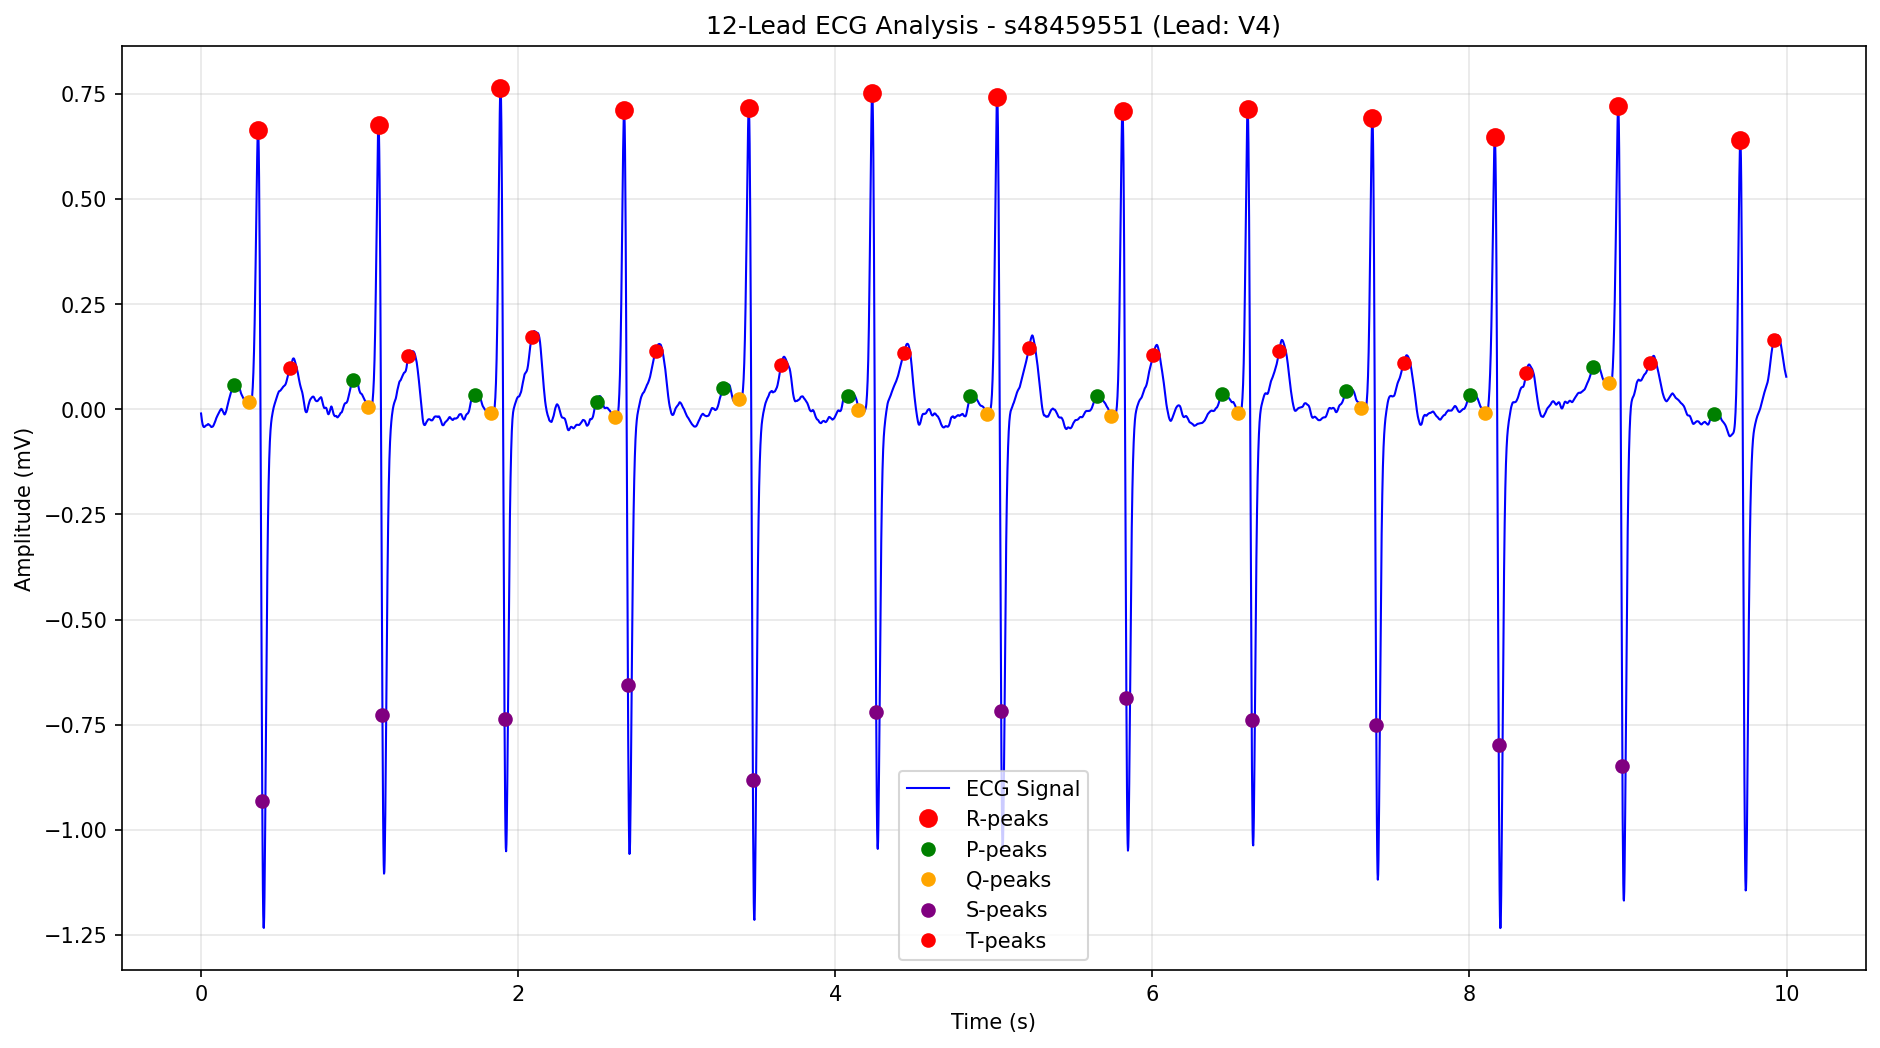 12-Lead ECG Analysis - s48459551 (Lead: V4)
Amplitude (mV)
0.75
0.50
0.25
0.00
−0.25
−0.50
−0.75
−1.00
−1.25
ECG Signal
R-peaks
P-peaks
Q-peaks
S-peaks
T-peaks
0 2 4 6 8 10
Time (s)